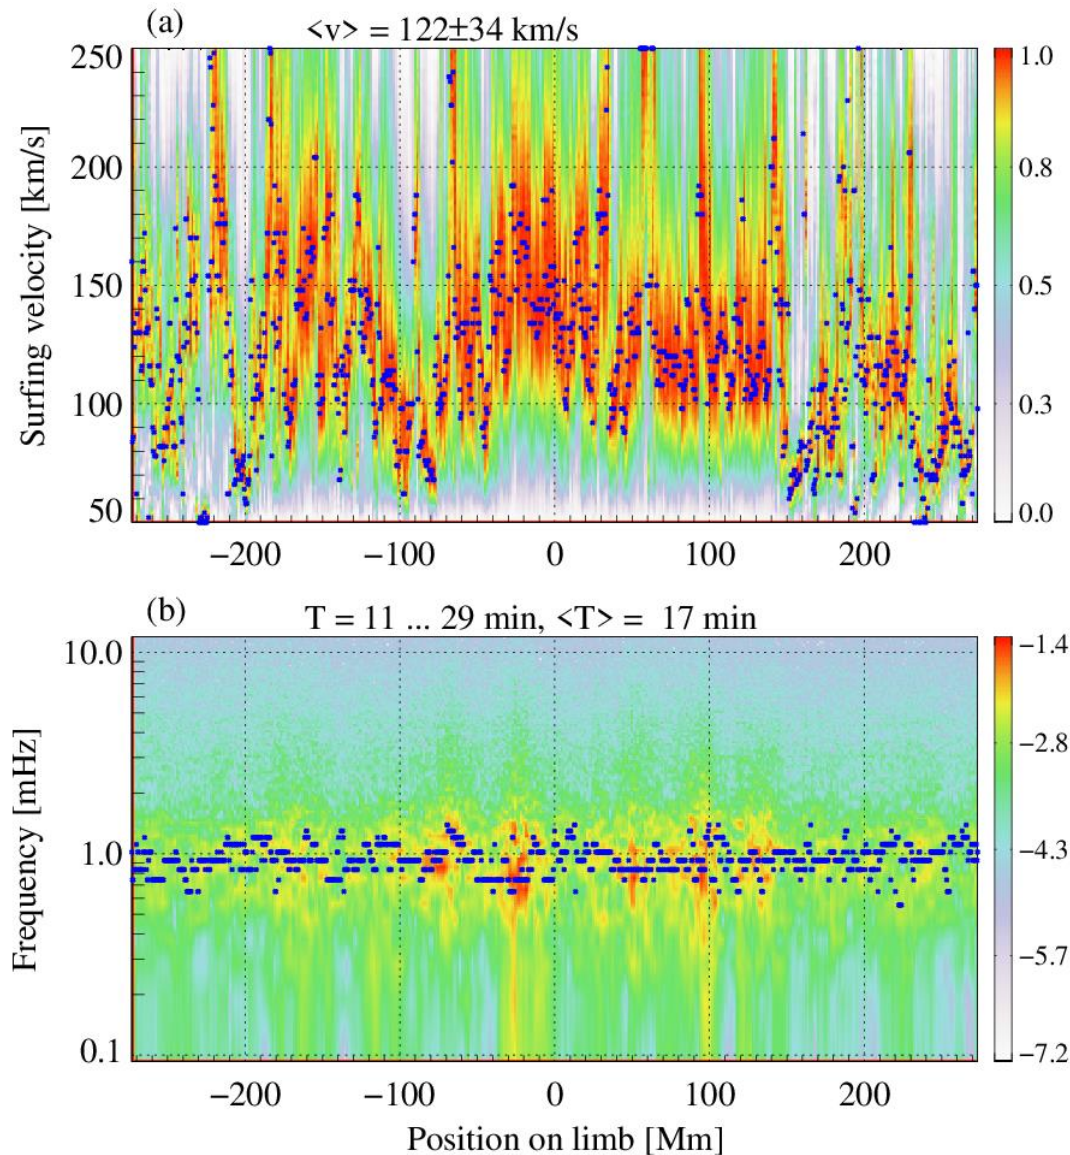 (a)
<v> = 122±34 km/s
250
200
150
100
50
Surfing velocity [km/s]
−200 −100 0 100 200
1.0
0.8
0.5
0.3
0.0
(b)
T = 11 ... 29 min, <T> = 17 min
10.0
1.0
0.1
Frequency [mHz]
−200 −100 0 100 200
Position on limb [Mm]
−1.4
−2.8
−4.3
−5.7
−7.2